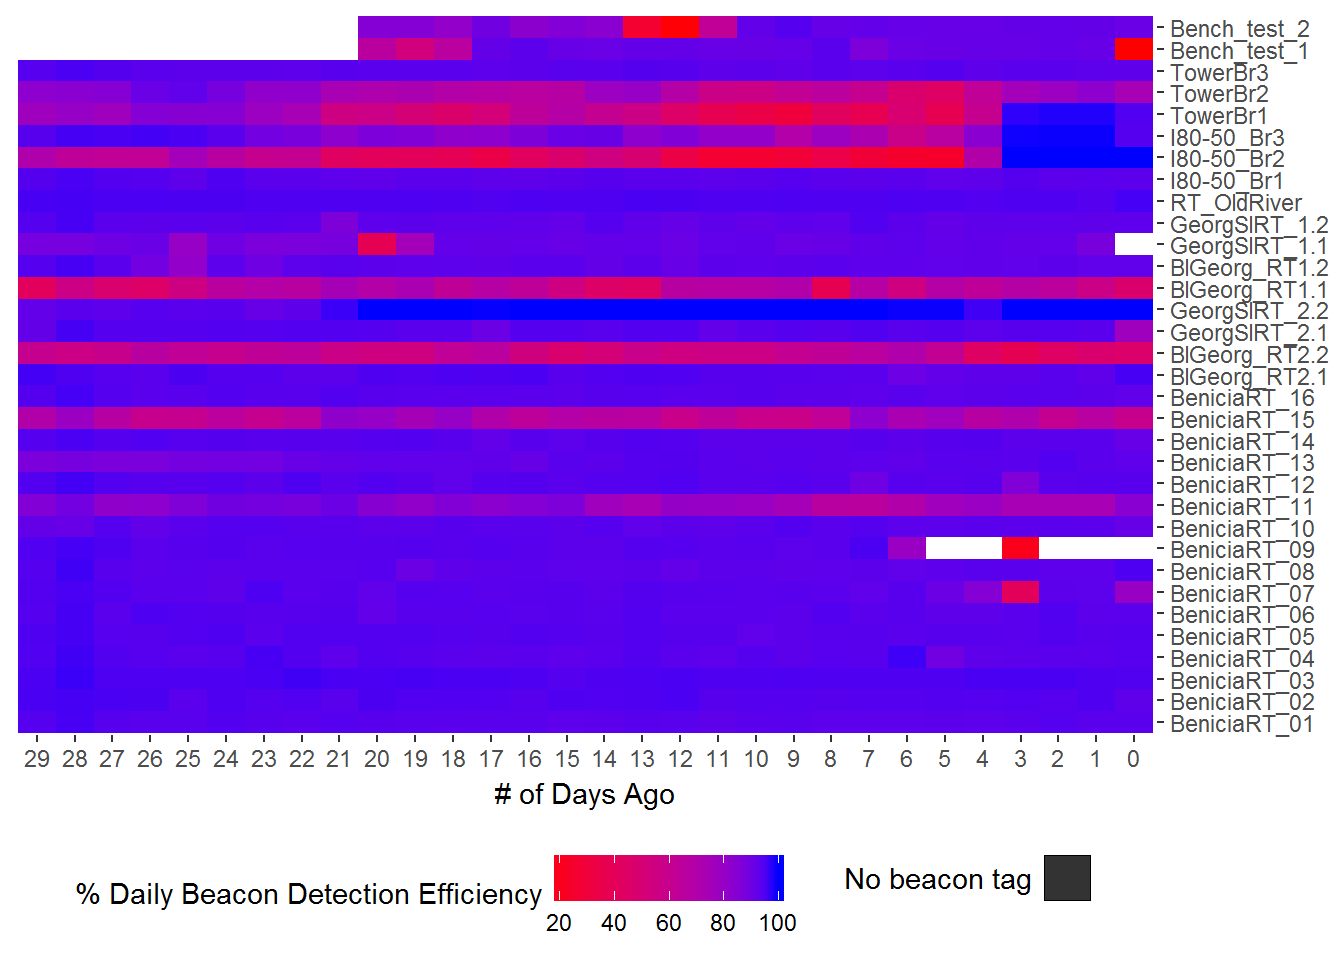 Bench_test_2
Bench_test_1
TowerBr3
TowerBr2
TowerBr1
I80-50_Br3
I80-50_Br2
I80-50_Br1
RT_OldRiver
GeorgSlRT_1.2
GeorgSlRT_1.1
BlGeorg_RT1.2
BlGeorg_RT1.1
GeorgSlRT_2.2
GeorgSlRT_2.1
BlGeorg_RT2.2
BlGeorg_RT2.1
BeniciaRT_16
BeniciaRT_15
BeniciaRT_14
BeniciaRT_13
BeniciaRT_12
BeniciaRT_11
BeniciaRT_10
BeniciaRT_09
BeniciaRT_08
BeniciaRT_07
BeniciaRT_06
BeniciaRT_05
BeniciaRT_04
BeniciaRT_03
BeniciaRT_02
BeniciaRT_01
29 28 27 26 25 24 23 22 21 20 19 18 17 16 15 14 13 12 11 10 9 8 7 6 5 4 3 2 1 0
# of Days Ago
% Daily Beacon Detection Efficiency
20 40 60 80 100
No beacon tag